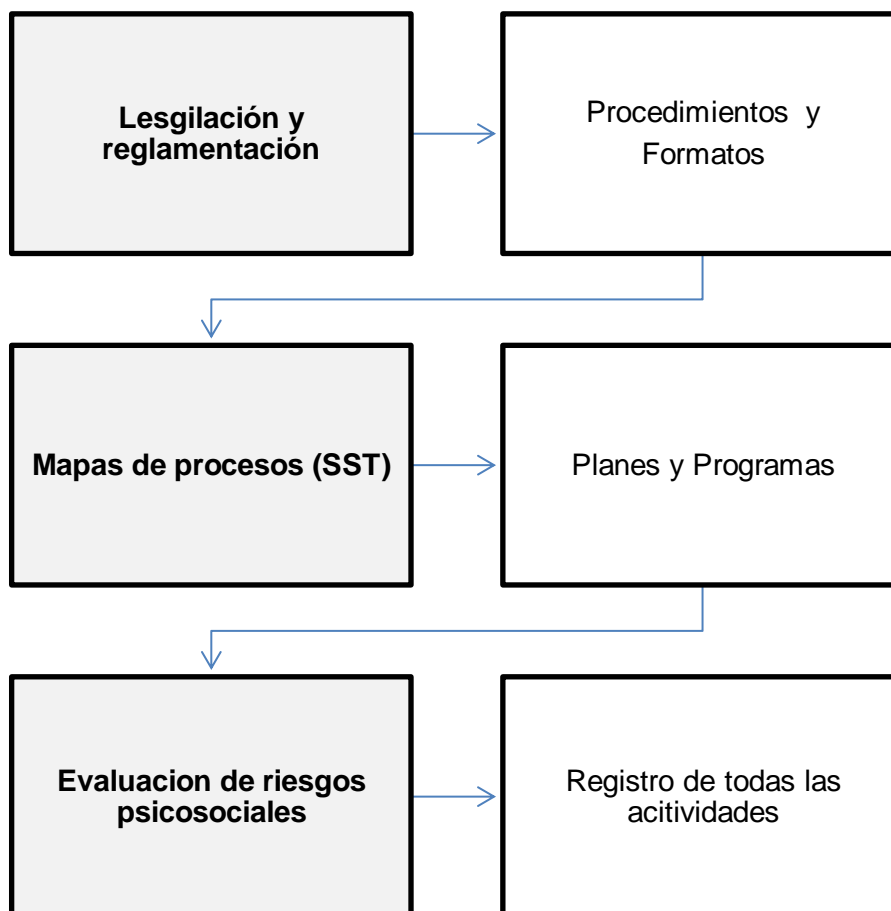 Lesgilación y
reglamentación
Procedimientos y
Formatos
Mapas de procesos (SST)
Planes y Programas
Evaluacion de riesgos
psicosociales
Registro de todas las
acitividades